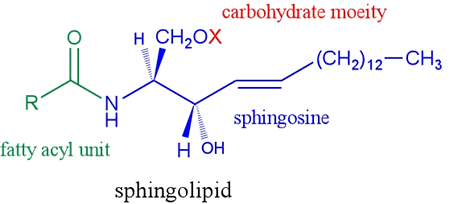 carbohydrate moeity
O
H CH₂OX
(CH₂)₁₂—CH₃
R
N
H
sphingosine
fatty acyl unit
H OH
sphingolipid